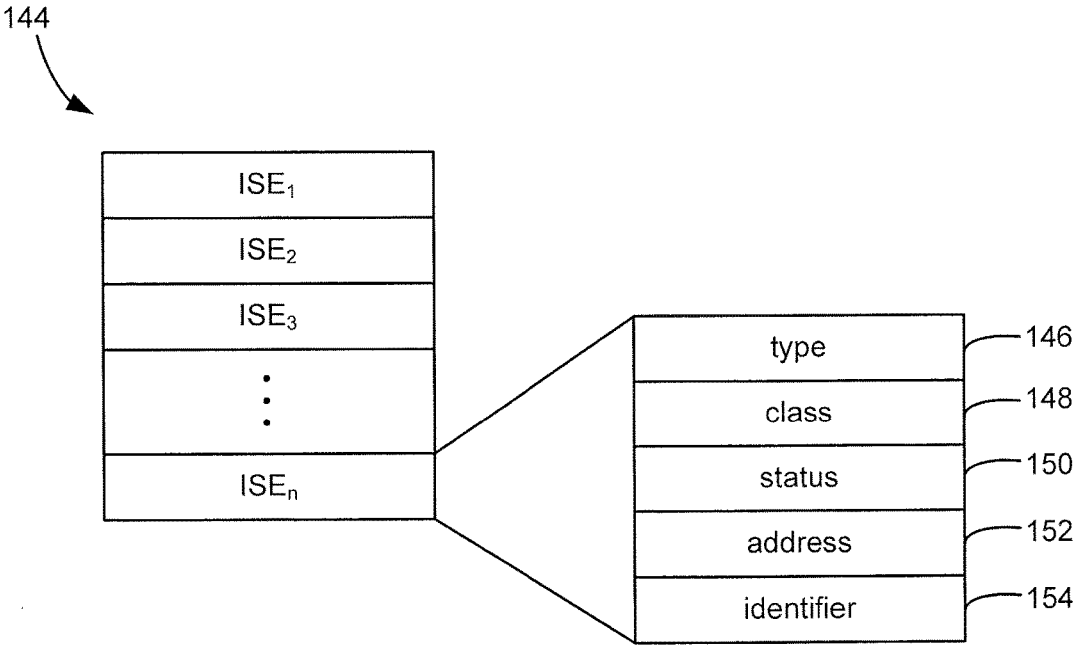 144
ISE₁
ISE₂
ISE₃
ISEₙ
type
146
class
148
status
150
address
152
identifier
154